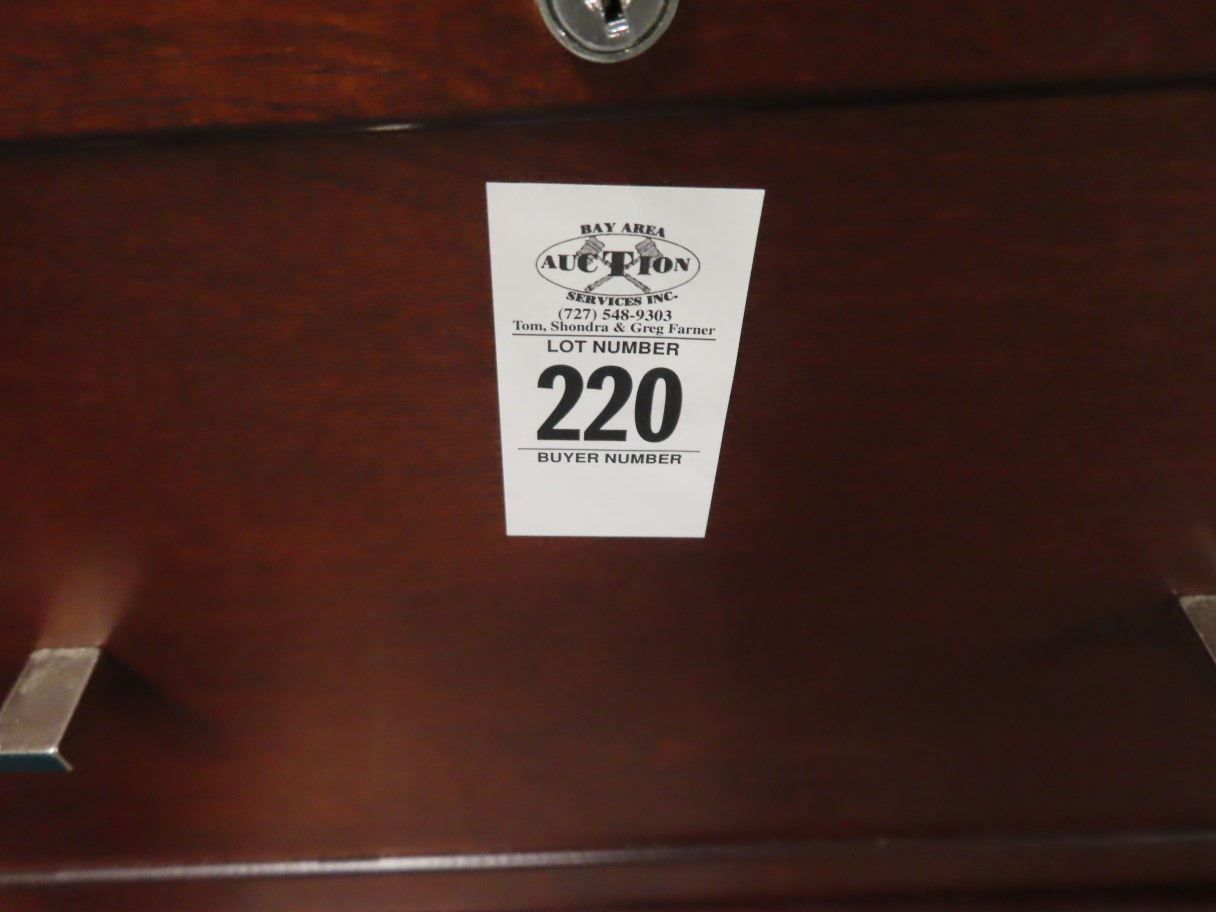 BAY AREA
AUCTION
SERVICES INC.
(727) 548-9303
Tom, Shondra & Greg Farner
LOT NUMBER
220
BUYER NUMBER